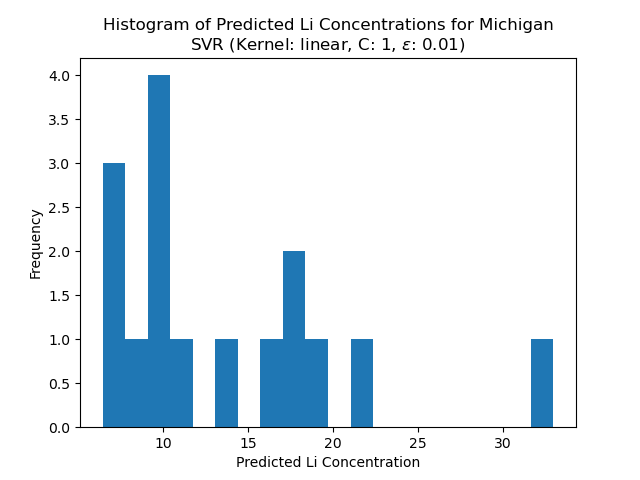 Histogram of Predicted Li Concentrations for Michigan
SVR (Kernel: linear, C: 1, ε: 0.01)
4.0
3.5
3.0
2.5
2.0
1.5
1.0
0.5
0.0
Frequency
10 15 20 25 30
Predicted Li Concentration